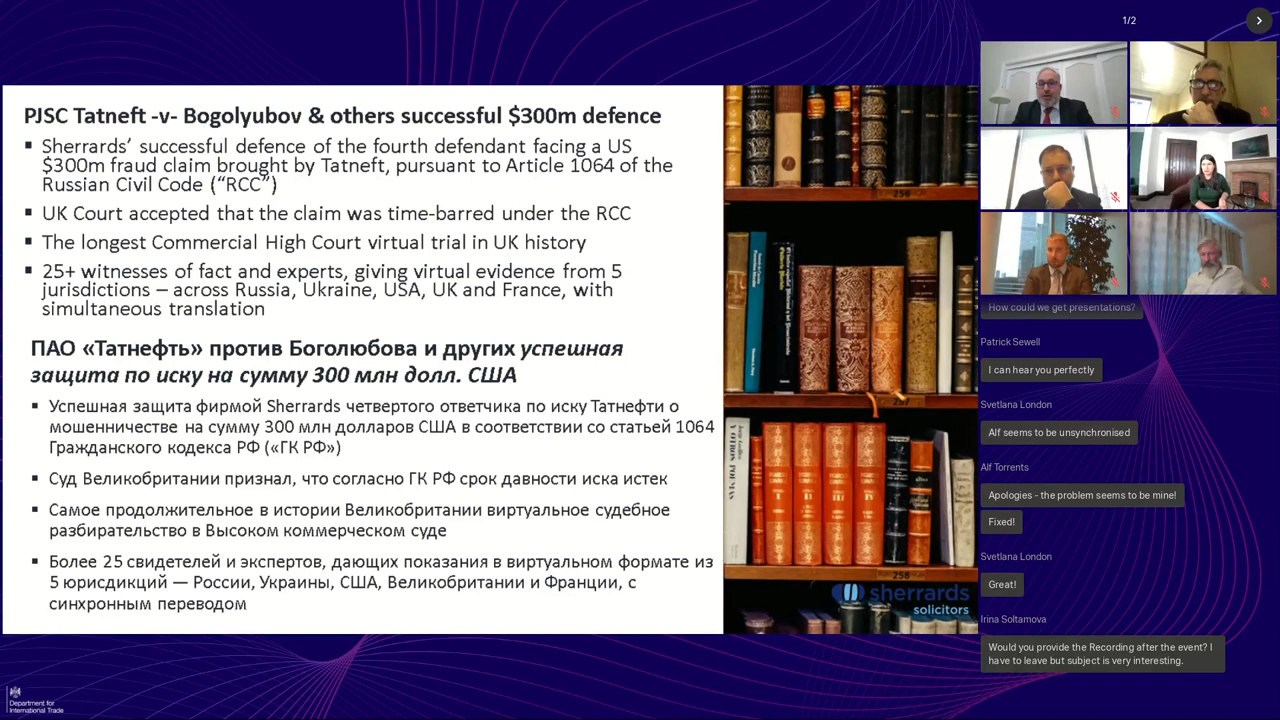 PJSC Tatneft -v- Bogolyubov & others successful $300m defence
▪ Sherrards' successful defence of the fourth defendant facing a US
$300m fraud claim brought by Tatneft, pursuant to Article 1064 of the
Russian Civil Code ("RCC")
▪ UK Court accepted that the claim was time-barred under the RCC
▪ The longest Commercial High Court virtual trial in UK history
▪ 25+ witnesses of fact and experts, giving virtual evidence from 5
jurisdictions – across Russia, Ukraine, USA, UK and France, with
simultaneous translation
ПАО «Татнефть» против Боголюбова и других успешная
защита по иску на сумму 300 млн долл. США
▪ Успешная защита фирмой Sherrards четвертого ответчика по иску Татнефти о
мошенничестве на сумму 300 млн долларов США в соответствии со статьей 1064
Гражданского кодекса РФ («ГК РФ»)
▪ Суд Великобритании признал, что согласно ГК РФ срок давности иска истек
▪ Самое продолжительное в истории Великобритании виртуальное судебное
разбирательство в Высоком коммерческом суде
▪ Более 25 свидетелей и экспертов, дающих показания в виртуальном формате из
5 юрисдикций — России, Украины, США, Великобритании и Франции, с
синхронным переводом
256
257
258
sherrards
solicitors
Department for
International Trade
1/2
How could we get presentations?
Patrick Sewell
I can hear you perfectly
Svetlana London
Alf seems to be unsynchronised
Alf Torrents
Apologies - the problem seems to be mine!
Fixed!
Svetlana London
Great!
Irina Soltamova
Would you provide the Recording after the event? I
have to leave but subject is very interesting.